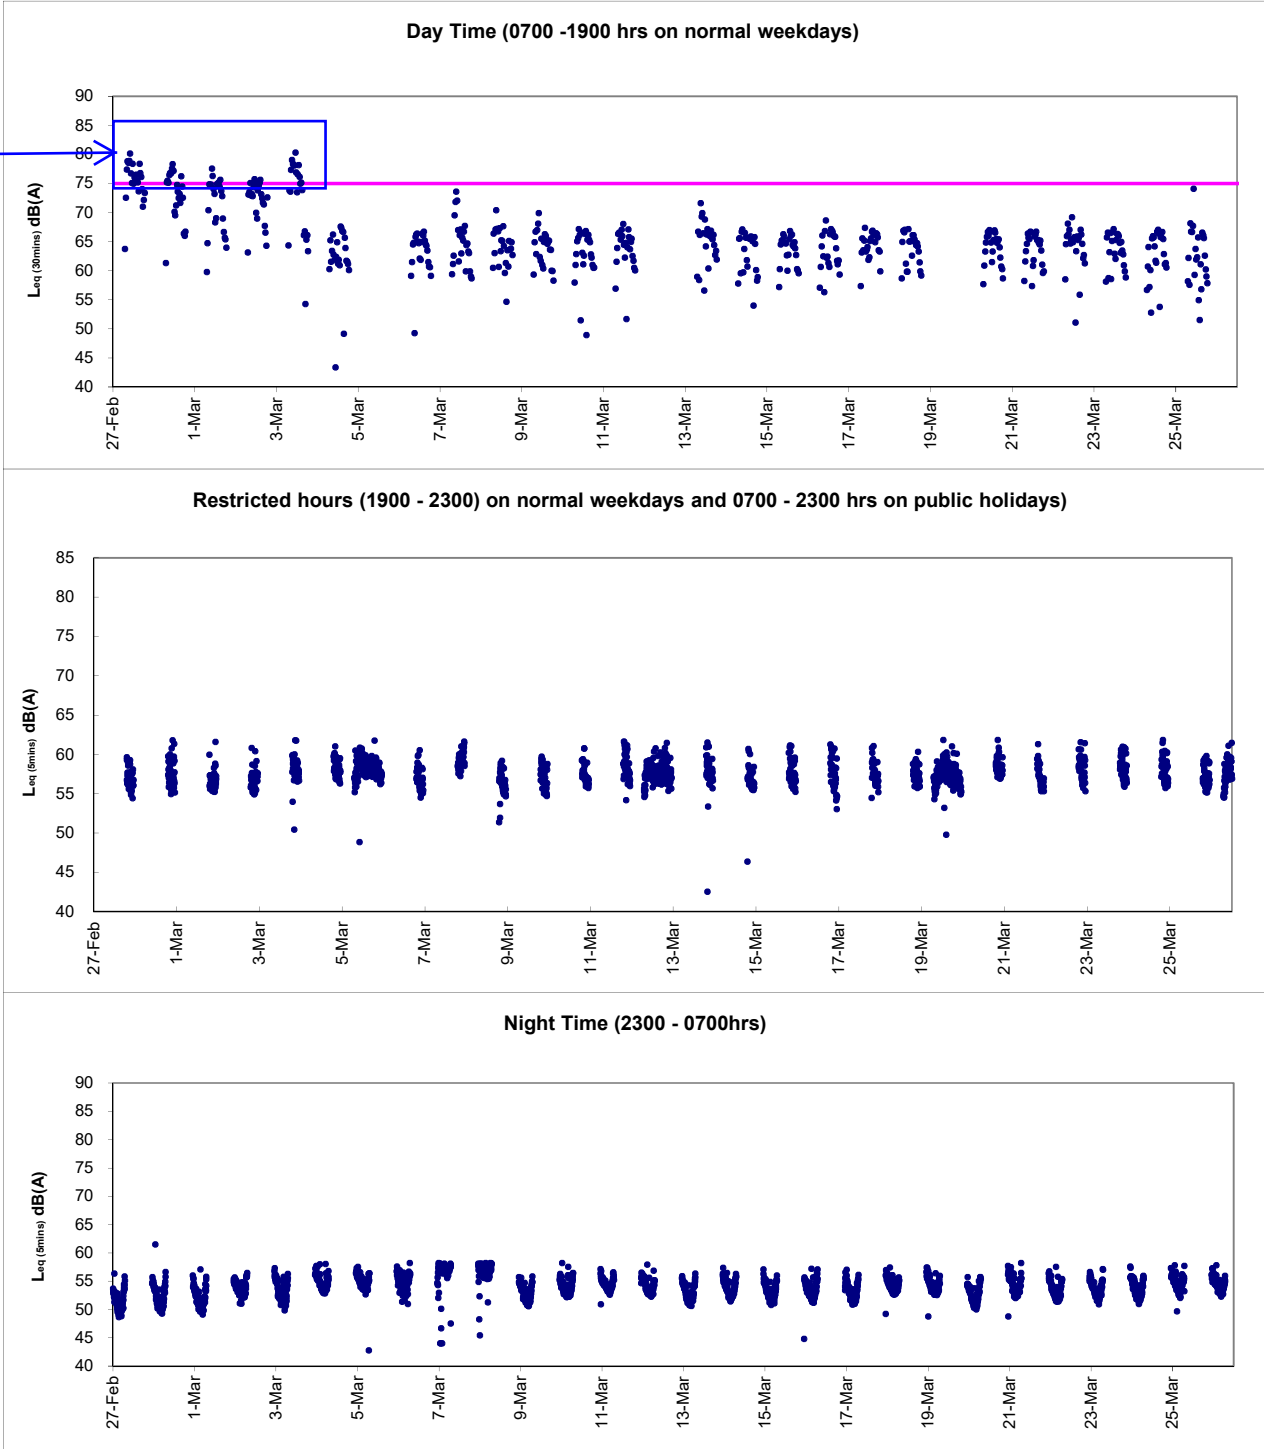 Day Time (0700 -1900 hrs on normal weekdays)
90
85
80
75
70
65
60
55
50
45
40
Leq (30mins) dB(A)
27-Feb
1-Mar
3-Mar
5-Mar
7-Mar
9-Mar
11-Mar
13-Mar
15-Mar
17-Mar
19-Mar
21-Mar
23-Mar
25-Mar
Restricted hours (1900 - 2300) on normal weekdays and 0700 - 2300 hrs on public holidays)
85
80
75
70
65
60
55
50
45
40
Leq (5mins) dB(A)
27-Feb
1-Mar
3-Mar
5-Mar
7-Mar
9-Mar
11-Mar
13-Mar
15-Mar
17-Mar
19-Mar
21-Mar
23-Mar
25-Mar
Night Time (2300 - 0700hrs)
90
85
80
75
70
65
60
55
50
45
40
Leq (5mins) dB(A)
27-Feb
1-Mar
3-Mar
5-Mar
7-Mar
9-Mar
11-Mar
13-Mar
15-Mar
17-Mar
19-Mar
21-Mar
23-Mar
25-Mar